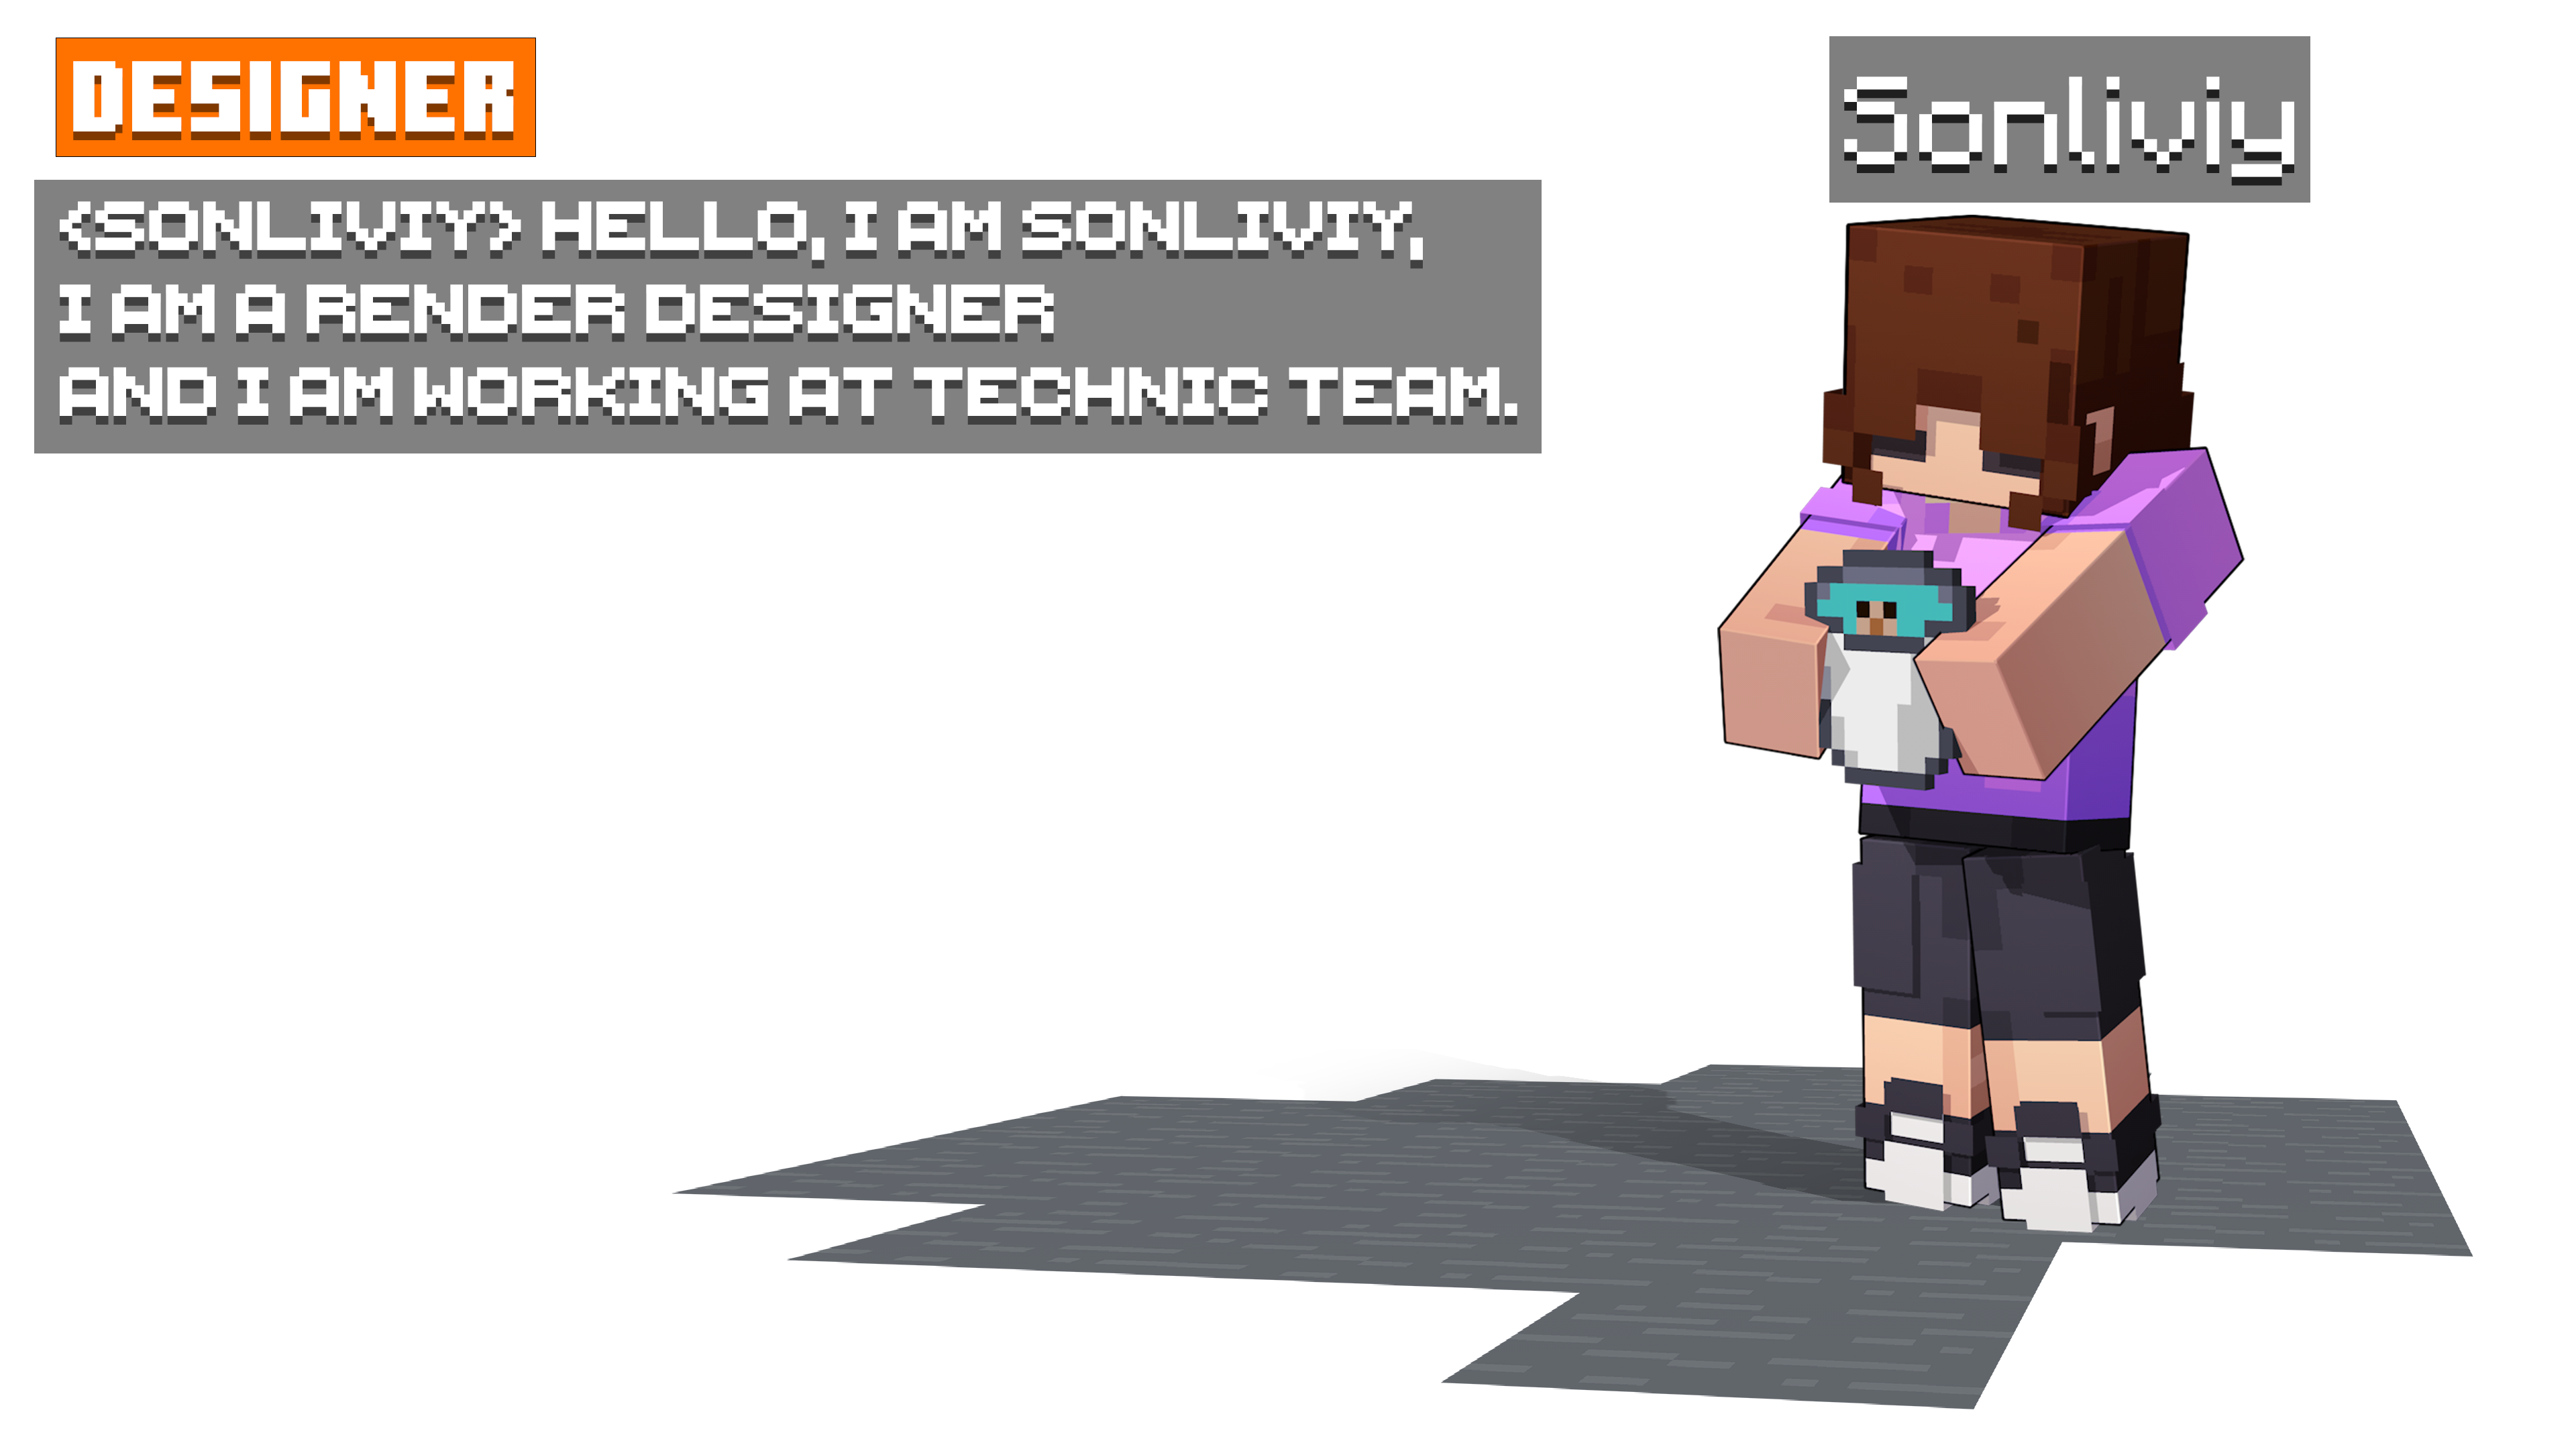 DESIGNER
Sonliviy
<SONLIVIY> HELLO, I AM SONLIVIY,
I AM A RENDER DESIGNER
AND I AM WORKING AT TECHNIC TEAM.